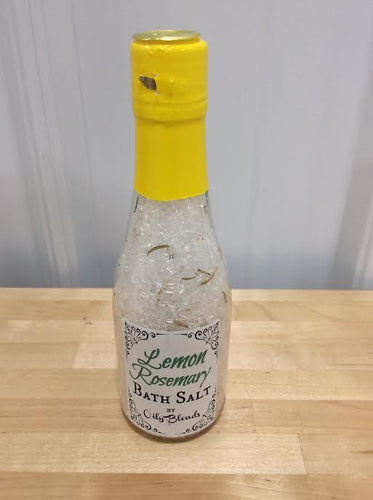 Lemon
Rosemary
BATH SALT
BY
Oily Blends